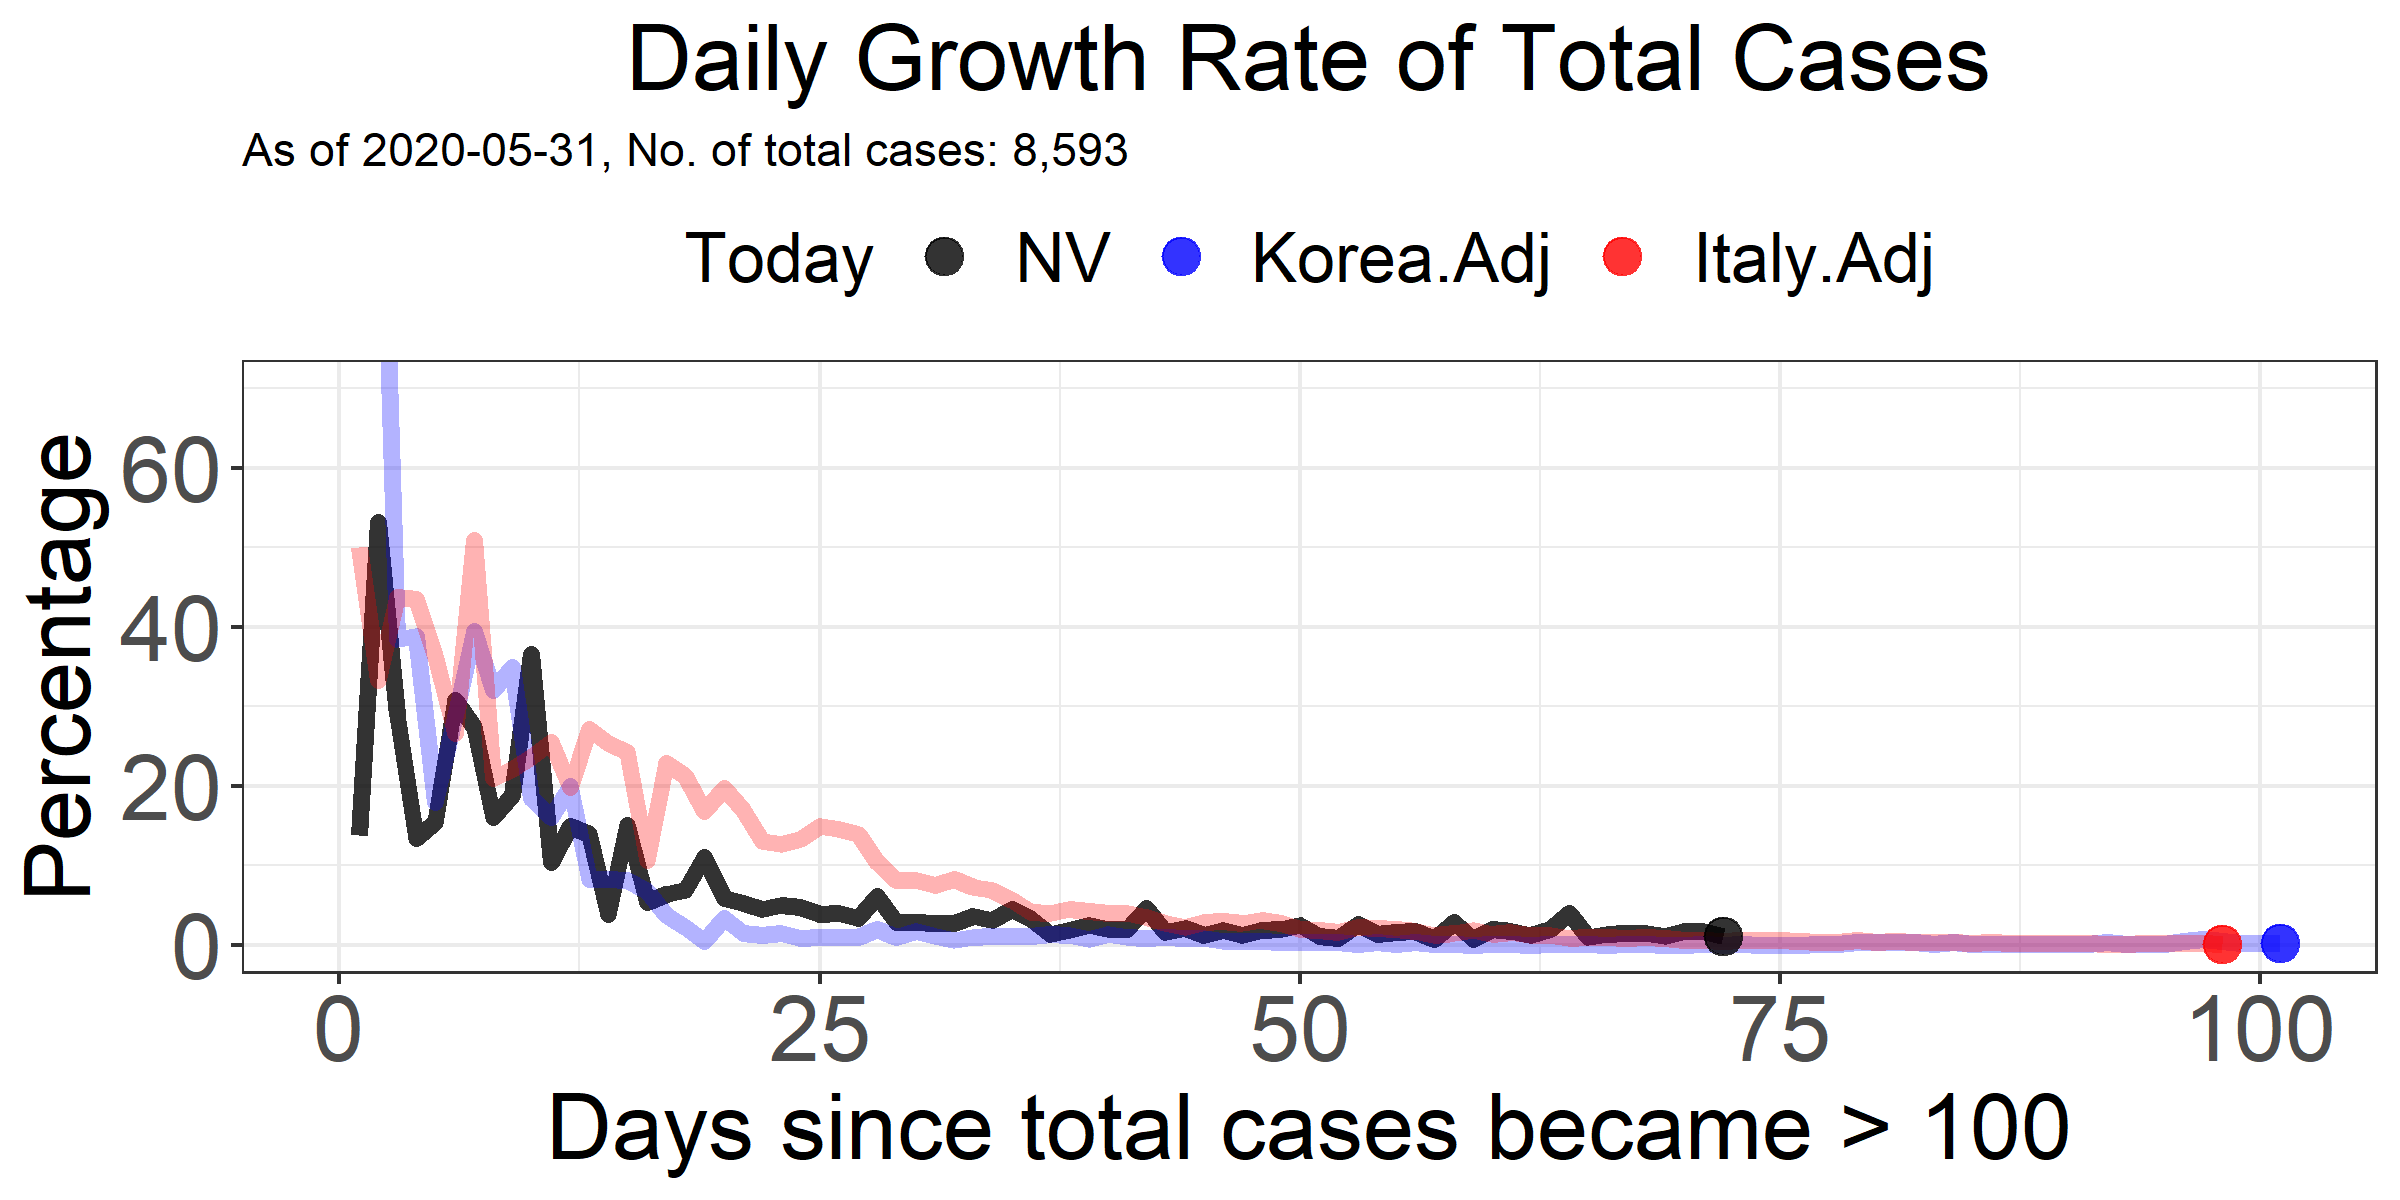 Daily Growth Rate of Total Cases
As of 2020-05-31, No. of total cases: 8,593
Today NV Korea.Adj Italy.Adj
Percentage
60
40
20
0
0 25 50 75 100
Days since total cases became > 100